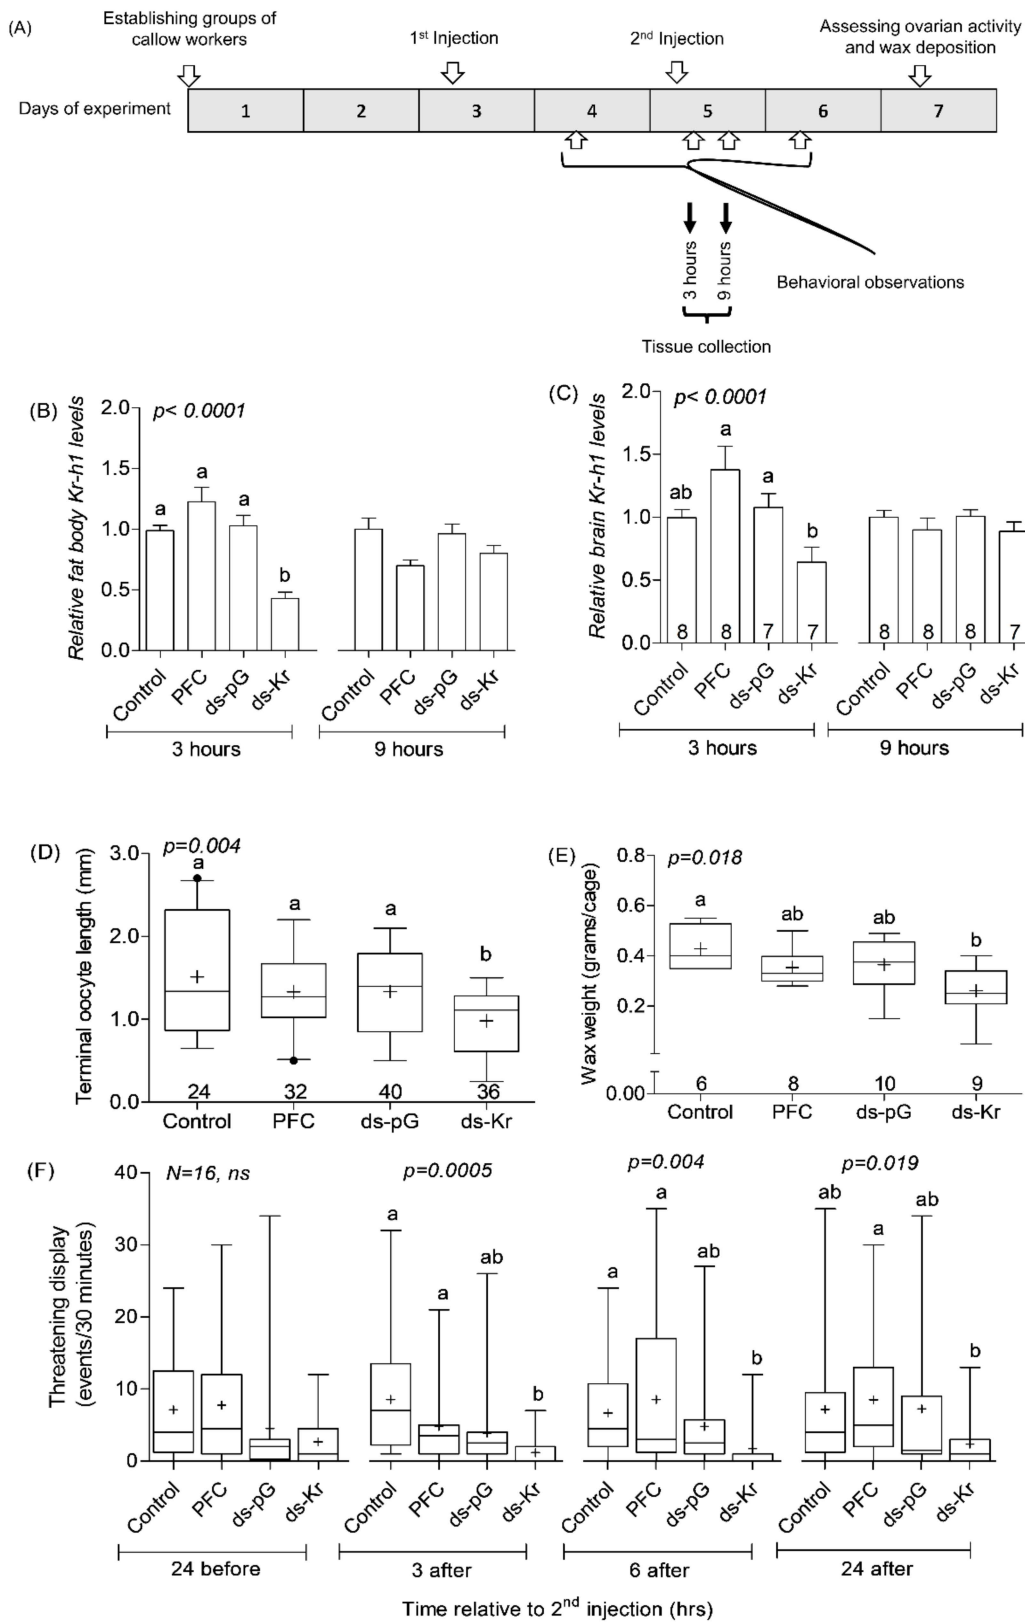 (A)
Establishing groups of
callow workers
1st Injection
2nd Injection
Assessing ovarian activity
and wax deposition
Days of experiment
1 2 3 4 5 6 7
3 hours
9 hours
Behavioral observations
Tissue collection
(B)
Relative fat body Kr-h1 levels
2.0
1.5
1.0
0.5
0.0
p< 0.0001
a a a b
Control PFC ds-pG ds-Kr Control PFC ds-pG ds-Kr
3 hours 9 hours
(C)
Relative brain Kr-h1 levels
2.0
1.5
1.0
0.5
0.0
p< 0.0001
ab a a b
8 8 7 7 8 8 8 7
Control PFC ds-pG ds-Kr Control PFC ds-pG ds-Kr
3 hours 9 hours
(D)
Terminal oocyte length (mm)
3.0
2.0
1.0
0.0
p=0.004
a a a b
24 32 40 36
Control PFC ds-pG ds-Kr
(E)
Wax weight (grams/cage)
0.8
0.6
0.4
0.2
0.00
p=0.018
a ab ab b
6 8 10 9
Control PFC ds-pG ds-Kr
(F)
Threatening display
(events/30 minutes)
40
30
20
10
0
N=16, ns p=0.0005 p=0.004 p=0.019
a a ab b a a ab b ab a ab b
Control PFC ds-pG ds-Kr Control PFC ds-pG ds-Kr Control PFC ds-pG ds-Kr Control PFC ds-pG ds-Kr
24 before 3 after 6 after 24 after
Time relative to 2nd injection (hrs)